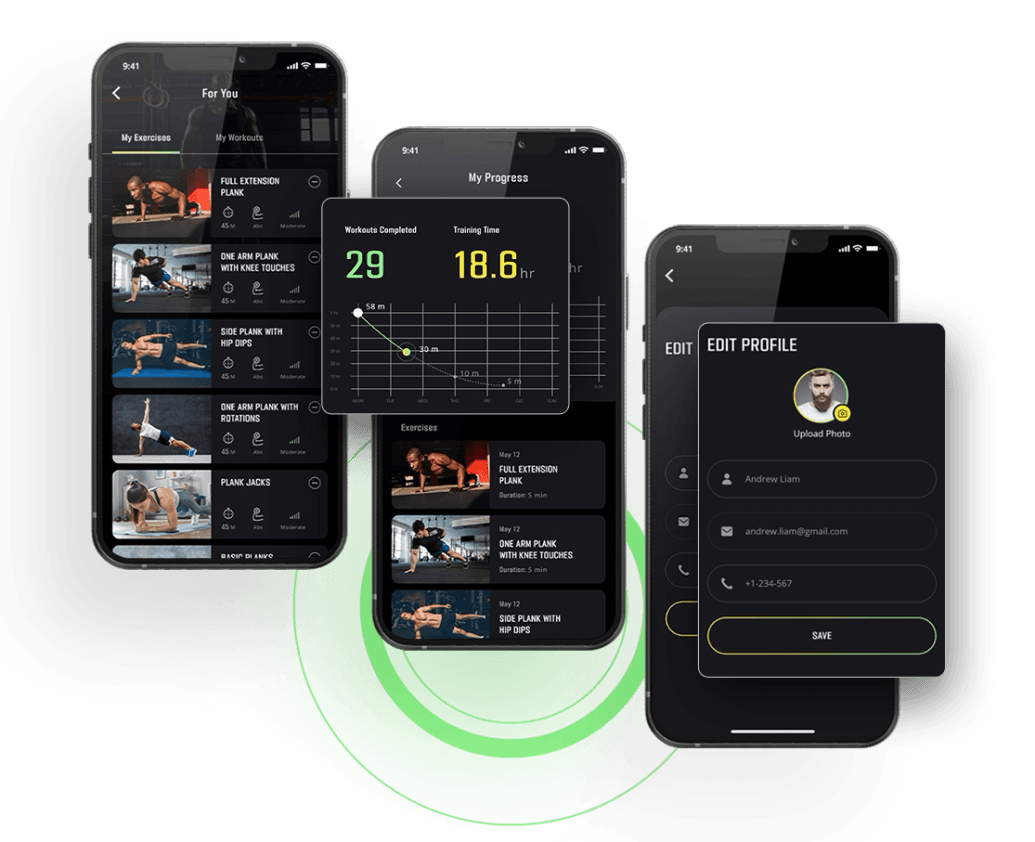 9:41
For You
My Exercises
My Workouts
FULL EXTENSION
PLANK
45 M
Abs
Moderate
ONE ARM PLANK
WITH KNEE TOUCHES
45 M
Abs
Moderate
SIDE PLANK WITH
HIP DIPS
45 M
Abs
Moderate
ONE ARM PLANK WITH
ROTATIONS
45 M
Abs
Moderate
PLANK JACKS
45 M
Abs
Moderate
BASIC PLANKS
9:41
My Progress
Workouts Completed
29
Training Time
18.6 hr
hr
58 m
30 m
10 m
5 m
MON
TUE
WED
THU
FRI
SAT
SUN
SUN
Exercises
May 12
FULL EXTENSION
PLANK
Duration: 5 min
May 12
ONE ARM PLANK
WITH KNEE TOUCHES
Duration: 5 min
May 12
SIDE PLANK WITH
HIP DIPS
9:41
EDIT
EDIT PROFILE
Upload Photo
Andrew Liam
andrew.liam@gmail.com
+1-234-567
SAVE